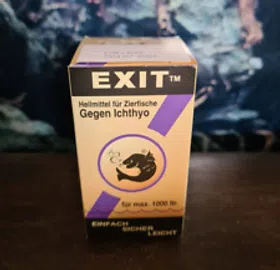 EXIT™
Heilmittel für Zierfische
Gegen Ichthyo
für max. 1000 ltr.
EINFACH
SICHER
LEICHT